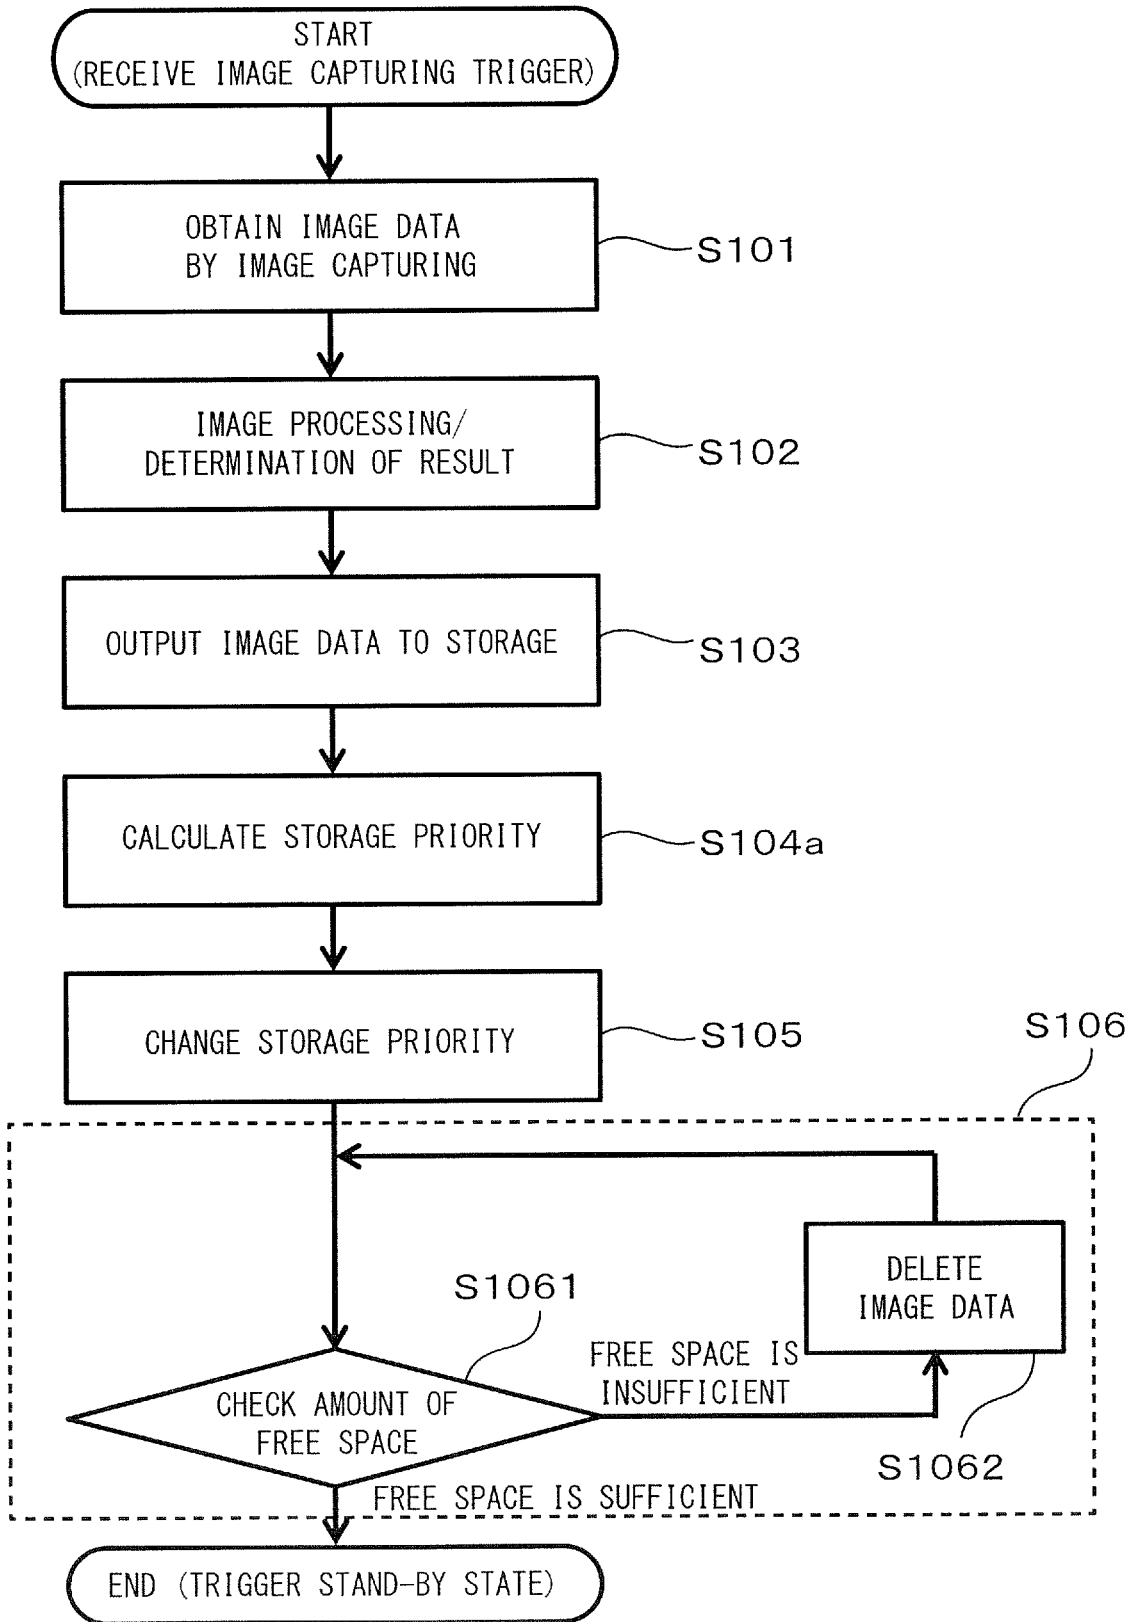 START
(RECEIVE IMAGE CAPTURING TRIGGER)
OBTAIN IMAGE DATA
BY IMAGE CAPTURING
S101
IMAGE PROCESSING/
DETERMINATION OF RESULT
S102
OUTPUT IMAGE DATA TO STORAGE
S103
CALCULATE STORAGE PRIORITY
S104a
CHANGE STORAGE PRIORITY
S105
S106
DELETE
IMAGE DATA
S1062
S1061
CHECK AMOUNT OF
FREE SPACE
FREE SPACE IS
INSUFFICIENT
FREE SPACE IS SUFFICIENT
END (TRIGGER STAND-BY STATE)